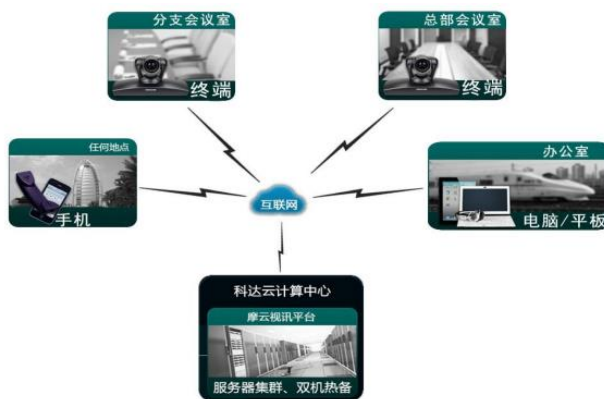 分支会议室
终端
总部会议室
终端
任何地点
手机
办公室
电脑/平板
互联网
科达云计算中心
摩云视讯平台
服务器集群、双机热备